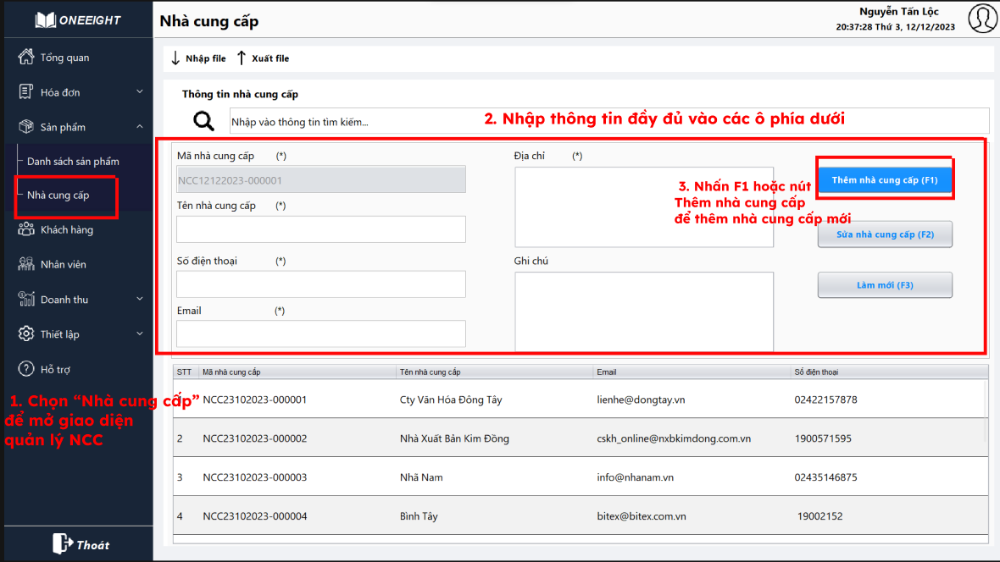 ONEEIGHT
Nhà cung cấp
Nguyễn Tấn Lộc
20:37:28 Thứ 3, 12/12/2023
Tổng quan
Hóa đơn
Sản phẩm
Danh sách sản phẩm
Nhà cung cấp
Khách hàng
Nhân viên
Doanh thu
Thiết lập
Hỗ trợ
1. Chọn “Nhà cung cấp”
để mở giao diện
quản lý NCC
Thoát
Nhập file
Xuất file
Thông tin nhà cung cấp
Nhập vào thông tin tìm kiếm...
2. Nhập thông tin đầy đủ vào các ô phía dưới
Mã nhà cung cấp (*)
NCC12122023-000001
Tên nhà cung cấp (*)
Số điện thoại (*)
Email (*)
Địa chỉ (*)
Ghi chú
3. Nhấn F1 hoặc nút
Thêm nhà cung cấp
để thêm nhà cung cấp mới
Thêm nhà cung cấp (F1)
Sửa nhà cung cấp (F2)
Làm mới (F3)
STT Mã nhà cung cấp Tên nhà cung cấp Email Số điện thoại
NCC23102023-000001 Cty Văn Hóa Đông Tây lienhe@dongtay.vn 02422157878
2 NCC23102023-000002 Nhà Xuất Bản Kim Đồng cskh_online@nxbkimdong.com.vn 1900571595
3 NCC23102023-000003 Nhã Nam info@nhanam.vn 02435146875
4 NCC23102023-000004 Bình Tây bitex@bitex.com.vn 19002152